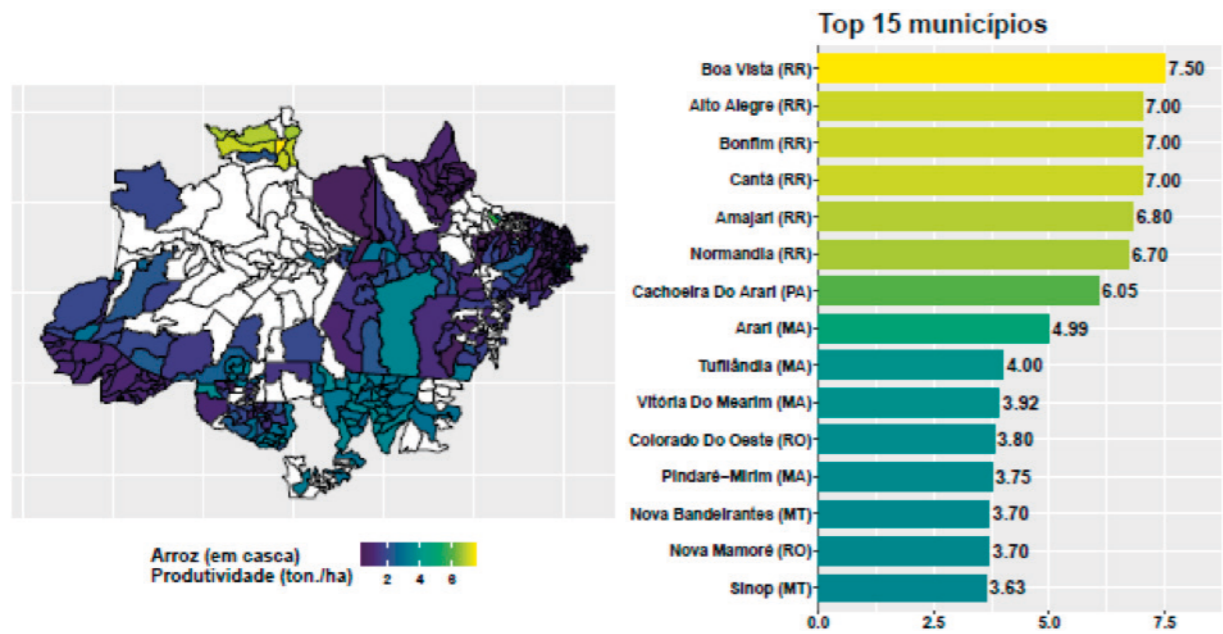 Top 15 municípios
Boa Vista (RR)
7.50
Alto Alegre (RR)
7.00
Bonfim (RR)
7.00
Cantá (RR)
7.00
Amajari (RR)
6.80
Normandia (RR)
6.70
Cachoeira Do Arari (PA)
6.05
Arari (MA)
4.99
Tufilândia (MA)
4.00
Vitória Do Mearim (MA)
3.92
Colorado Do Oeste (RO)
3.80
Pindaré-Mirim (MA)
3.75
Nova Bandeirantes (MT)
3.70
Nova Mamoré (RO)
3.70
Sinop (MT)
3.63
0.0 2.5 5.0 7.5
Arroz (em casca)
Produtividade (ton./ha)
2 4 6